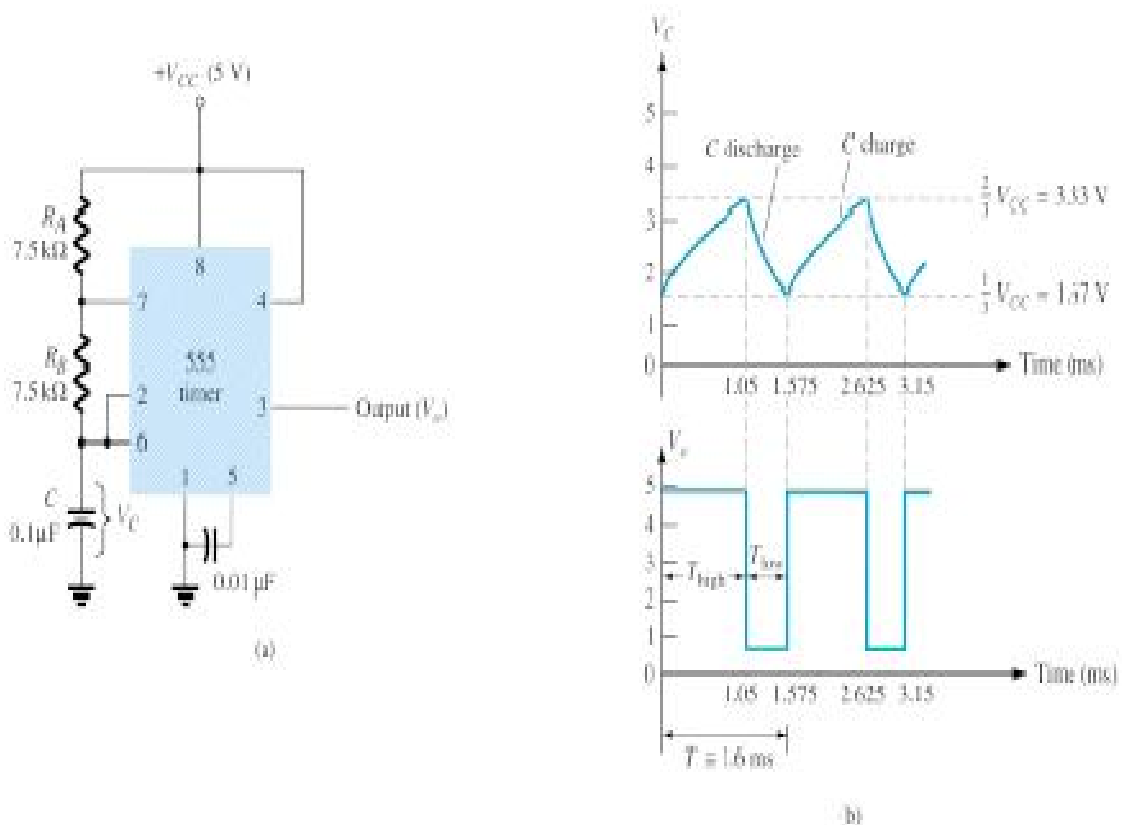 +V_CC (5 V)
R_A
7.5 kΩ
8
7
4
R_B
7.5 kΩ
555
timer
2
3
Output (V_o)
6
1
5
C
0.1 µF
V_C
0.01 µF
(a)
V_C
5
4
3
2
1
0
C discharge
C charge
2/3 V_CC = 3.33 V
1/3 V_CC = 1.67 V
Time (ms)
1.05 1.575 2.625 3.15
V_o
5
4
3
2
1
0
T_high
T_low
Time (ms)
1.05 1.575 2.625 3.15
T = 1.6 ms
b)